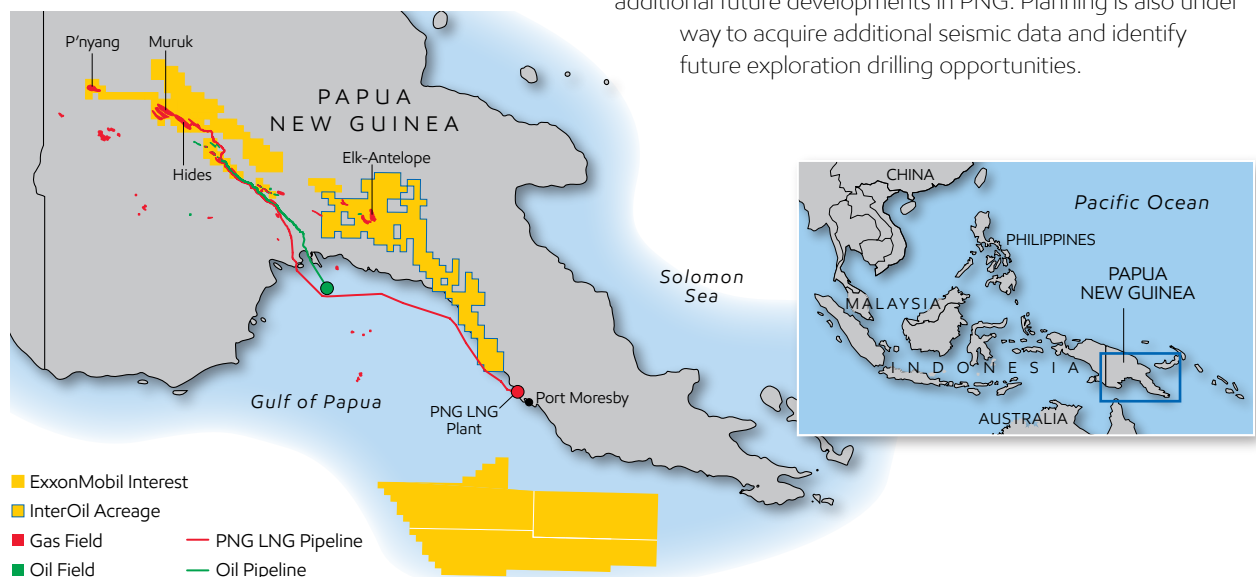 additional future developments in PNG. Planning is also under
way to acquire additional seismic data and identify
future exploration drilling opportunities.
P'nyang
Muruk
PAPUA
NEW GUINEA
Elk-Antelope
Hides
Solomon
Sea
Gulf of Papua
PNG LNG
Plant
Port Moresby
CHINA
Pacific Ocean
PHILIPPINES
PAPUA
NEW GUINEA
MALAYSIA
INDONESIA
AUSTRALIA
ExxonMobil Interest
InterOil Acreage
Gas Field
PNG LNG Pipeline
Oil Field
Oil Pipeline